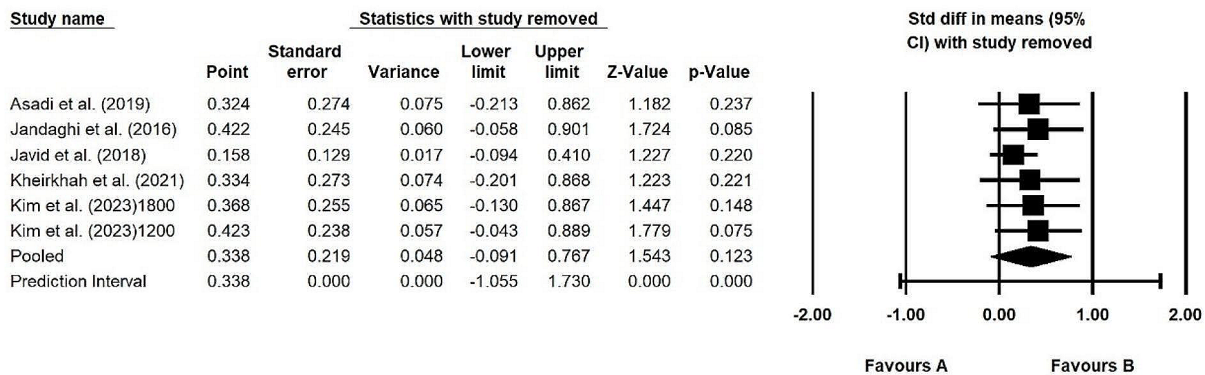 Study name Statistics with study removed Std diff in means (95%
CI) with study removed
Point Standard error Variance Lower limit Upper limit Z-Value p-Value
Asadi et al. (2019) 0.324 0.274 0.075 -0.213 0.862 1.182 0.237
Jandaghi et al. (2016) 0.422 0.245 0.060 -0.058 0.901 1.724 0.085
Javid et al. (2018) 0.158 0.129 0.017 -0.094 0.410 1.227 0.220
Kheirkhah et al. (2021) 0.334 0.273 0.074 -0.201 0.868 1.223 0.221
Kim et al. (2023)1800 0.368 0.255 0.065 -0.130 0.867 1.447 0.148
Kim et al. (2023)1200 0.423 0.238 0.057 -0.043 0.889 1.779 0.075
Pooled 0.338 0.219 0.048 -0.091 0.767 1.543 0.123
Prediction Interval 0.338 0.000 0.000 -1.055 1.730 0.000 0.000
-2.00 -1.00 0.00 1.00 2.00
Favours A Favours B